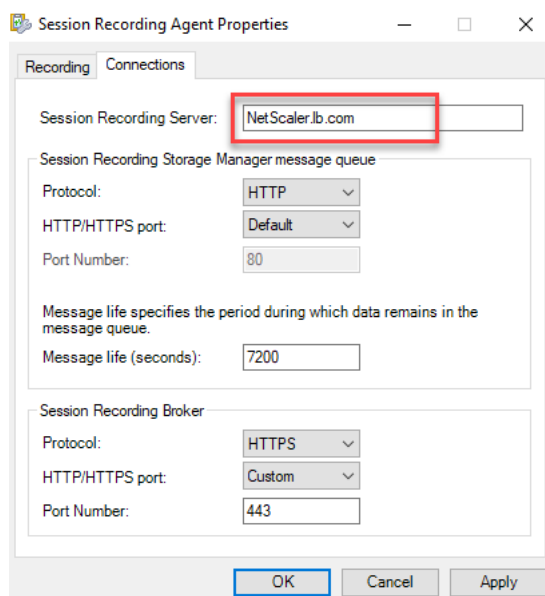 Session Recording Agent Properties
Recording
Connections
Session Recording Server: NetScaler.lb.com
Session Recording Storage Manager message queue
Protocol: HTTP
HTTP/HTTPS port: Default
Port Number: 80
Message life specifies the period during which data remains in the
message queue.
Message life (seconds): 7200
Session Recording Broker
Protocol: HTTPS
HTTP/HTTPS port: Custom
Port Number: 443
OK Cancel Apply